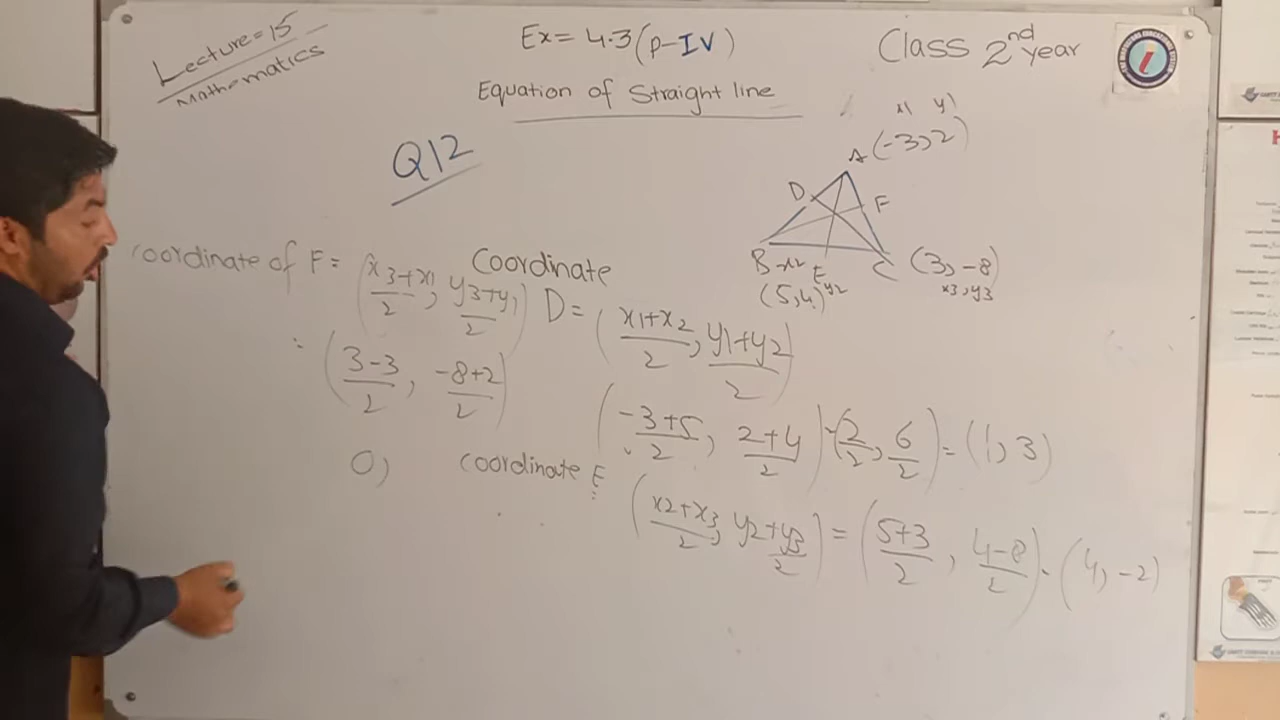 Lecture=15
Mathematics
Ex= 4.3 (P-IV)
Class 2nd year
Equation of Straight line
Q12
x1 y1
A (-3, 2)
D F
B -x2 E C (3, -8)
(5, 4) y2 x3, y3
coordinate of F = (x3+x1/2, y3+y1/2)
= (3-3/2, -8+2/2)
0,
Coordinate
D = (x1+x2/2, y1+y2/2)
(-3+5/2, 2+4/2) - (2/2, 6/2) = (1, 3)
coordinate E
(x2+x3/2, y2+y3/2) = (5+3/2, 4-8/2) - (4, -2)